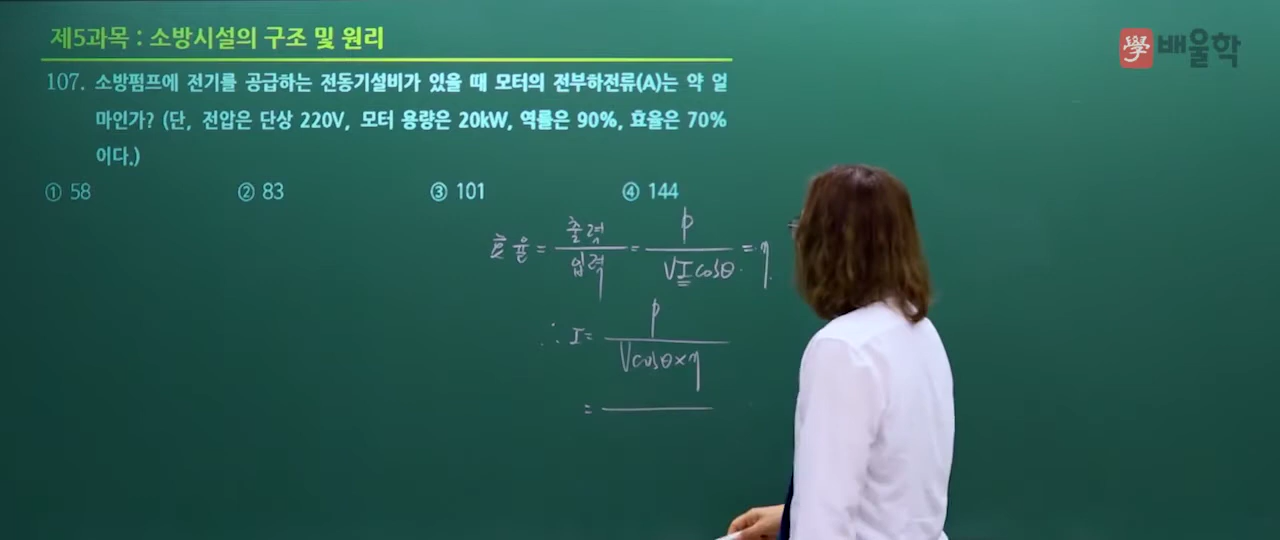 제5과목 : 소방시설의 구조 및 원리
學 배울학
107. 소방펌프에 전기를 공급하는 전동기설비가 있을 때 모터의 전부하전류(A)는 약 얼
마인가? (단, 전압은 단상 220V, 모터 용량은 20kW, 역률은 90%, 효율은 70%
이다.)
① 58 ② 83 ③ 101 ④ 144
효율 = 출력/입력 = P/VIcosθ = η
∴ I = P/Vcosθ×η
=